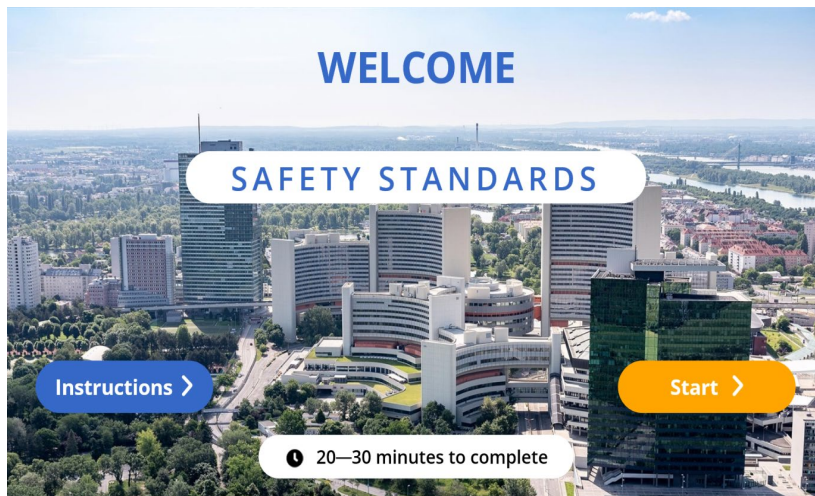 WELCOME
SAFETY STANDARDS
Instructions
Start
20—30 minutes to complete